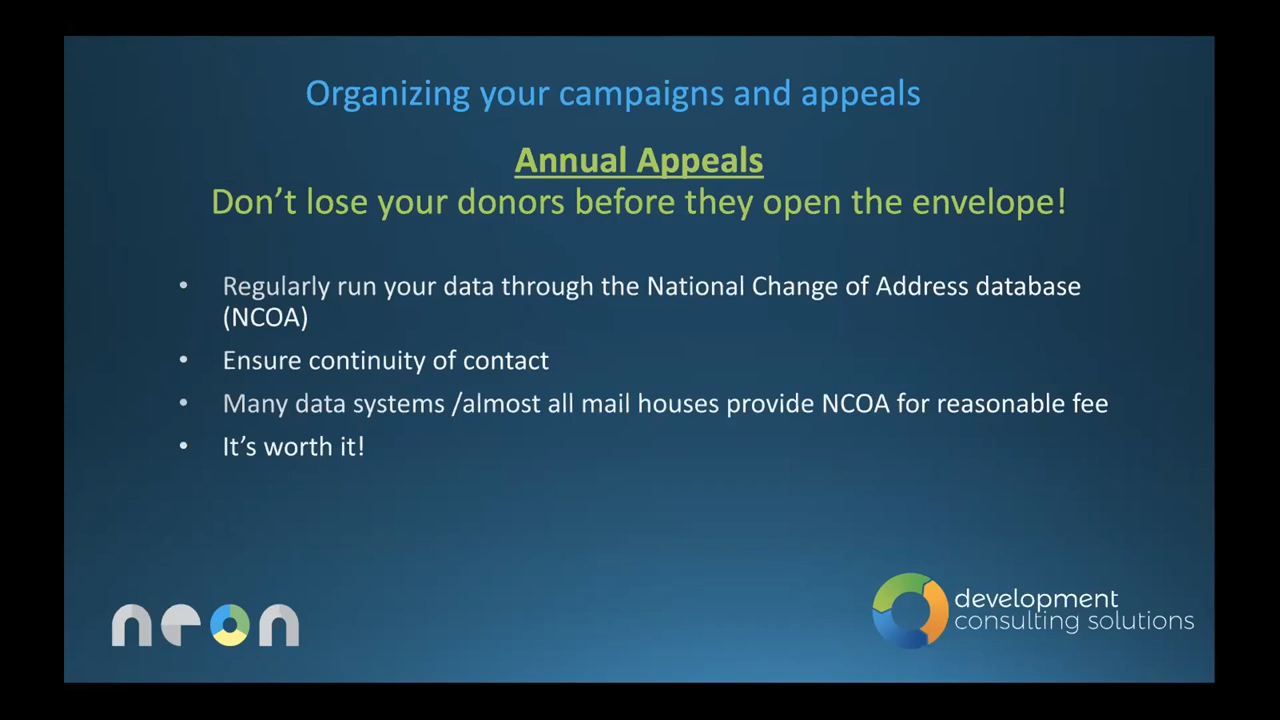 Organizing your campaigns and appeals
Annual Appeals
Don’t lose your donors before they open the envelope!
• Regularly run your data through the National Change of Address database
(NCOA)
• Ensure continuity of contact
• Many data systems /almost all mail houses provide NCOA for reasonable fee
• It’s worth it!
neon
development
consulting solutions